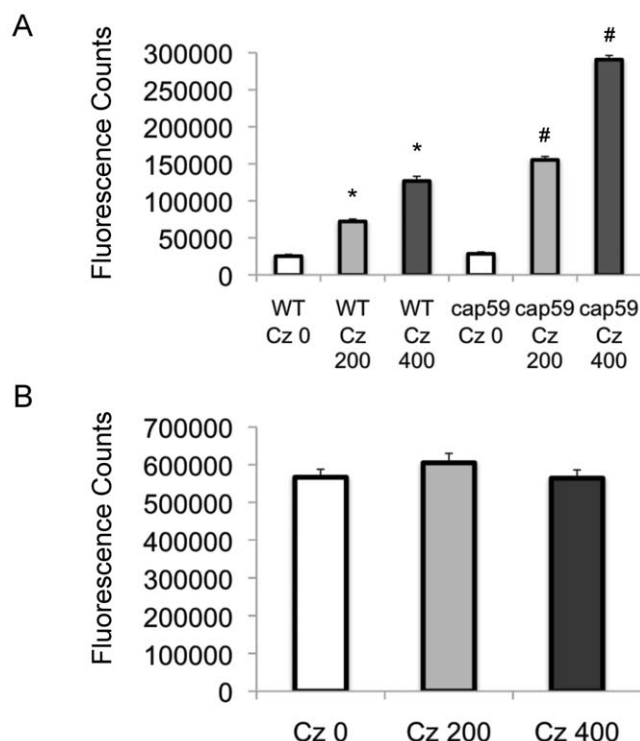 A
Fluorescence Counts
300000
250000
200000
150000
100000
50000
0
*
*
#
#
WT WT WT cap59 cap59 cap59
Cz 0 Cz Cz Cz 0 Cz Cz
200 400 200 400
B
Fluorescence Counts
700000
600000
500000
400000
300000
200000
100000
0
Cz 0 Cz 200 Cz 400